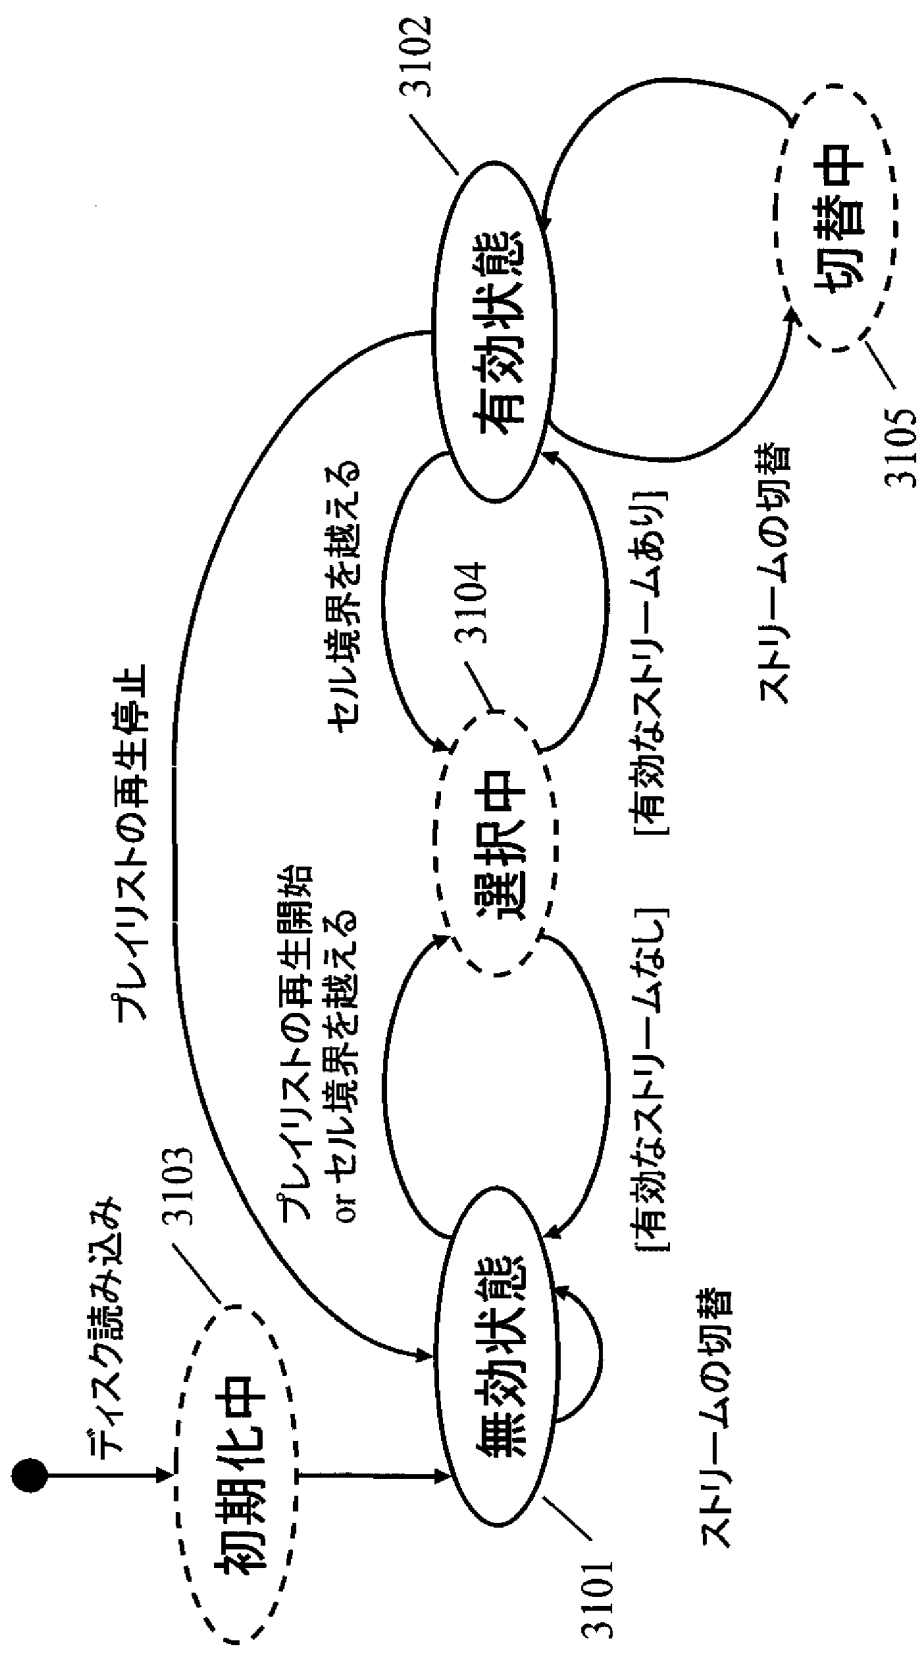 ディスク読み込み
初期化中
3103
プレイリストの再生停止
プレイリストの再生開始
or セル境界を越える
セル境界を越える
3102
無効状態
3101
選択中
3104
有効状態
[有効なストリームなし]
[有効なストリームあり]
ストリームの切替
ストリームの切替
切替中
3105